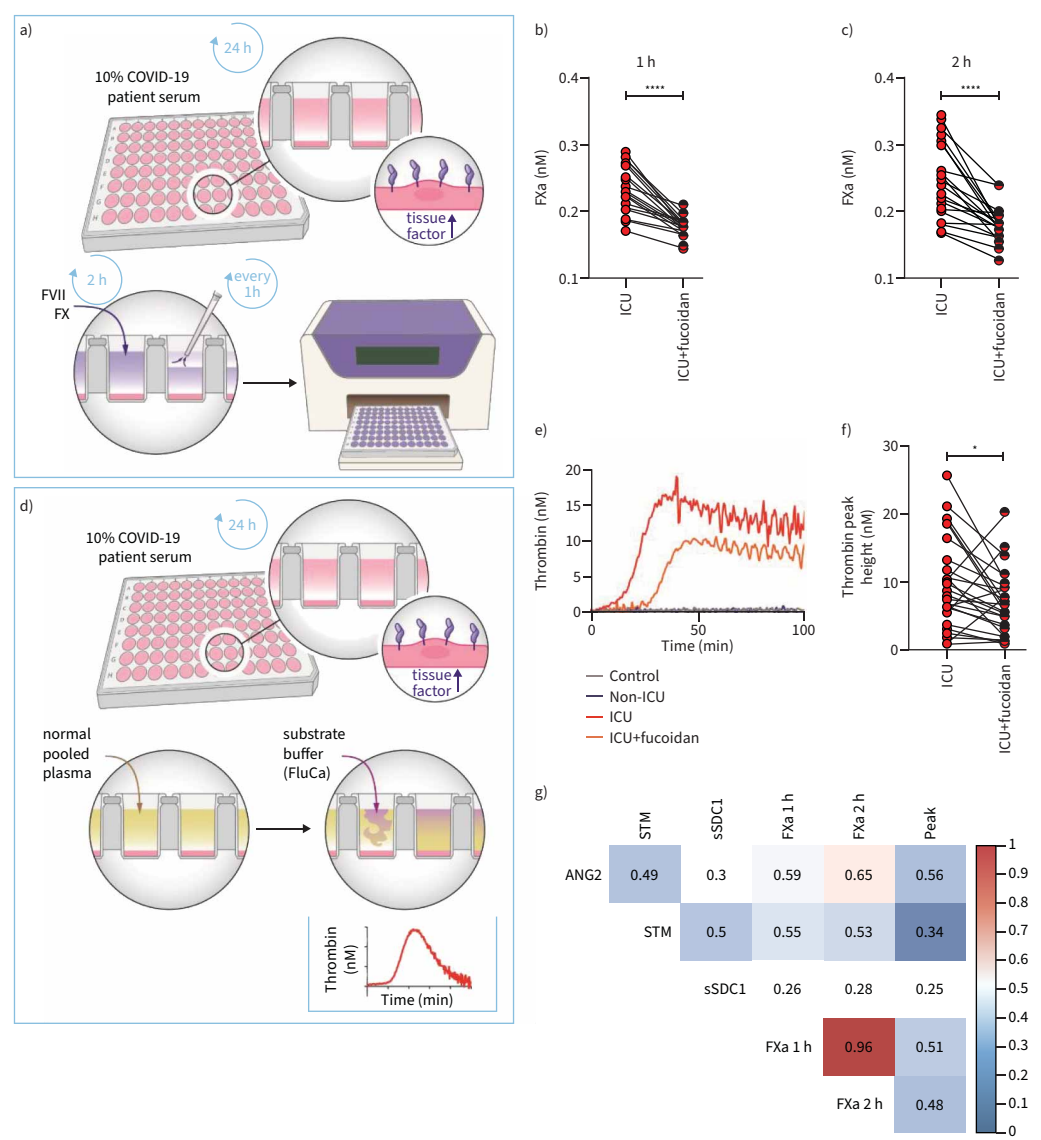 a)
24 h
10% COVID-19
patient serum
tissue
factor
2 h
every
1h
FVII
FX
b)
1 h
0.4
****
0.3
FXa (nM)
0.2
0.1
ICU
ICU+fucoidan
c)
2 h
0.4
****
0.3
FXa (nM)
0.2
0.1
ICU
ICU+fucoidan
d)
24 h
10% COVID-19
patient serum
tissue
factor
normal
pooled
plasma
substrate
buffer
(FluCa)
Thrombin
(nM)
Time (min)
e)
20
15
10
5
0
Thrombin (nM)
0
50
100
Time (min)
Control
Non-ICU
ICU
ICU+fucoidan
f)
30
*
20
Thrombin peak
height (nM)
10
0
ICU
ICU+fucoidan
g)
STM
sSDC1
FXa 1 h
FXa 2 h
Peak
ANG2
0.49
0.3
0.59
0.65
0.56
STM
0.5
0.55
0.53
0.34
sSDC1
0.26
0.28
0.25
FXa 1 h
0.96
0.51
FXa 2 h
0.48
1
0.9
0.8
0.7
0.6
0.5
0.4
0.3
0.2
0.1
0